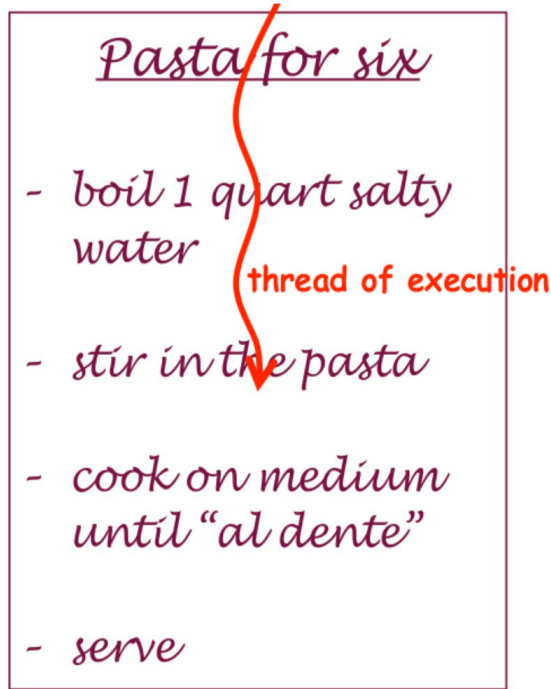 Pasta for six
- boil 1 quart salty
water
thread of execution
- stir in the pasta
- cook on medium
until “al dente”
- serve